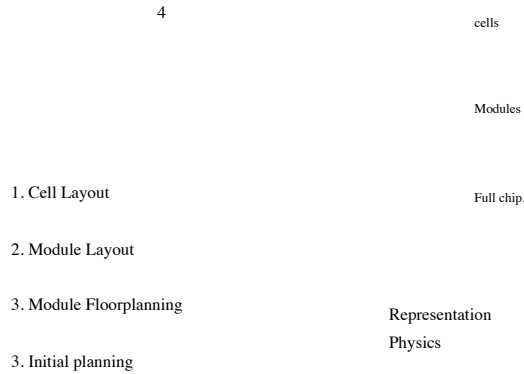 4
cells
Modules
Full chip.
1. Cell Layout
2. Module Layout
3. Module Floorplanning
3. Initial planning
Representation
Physics